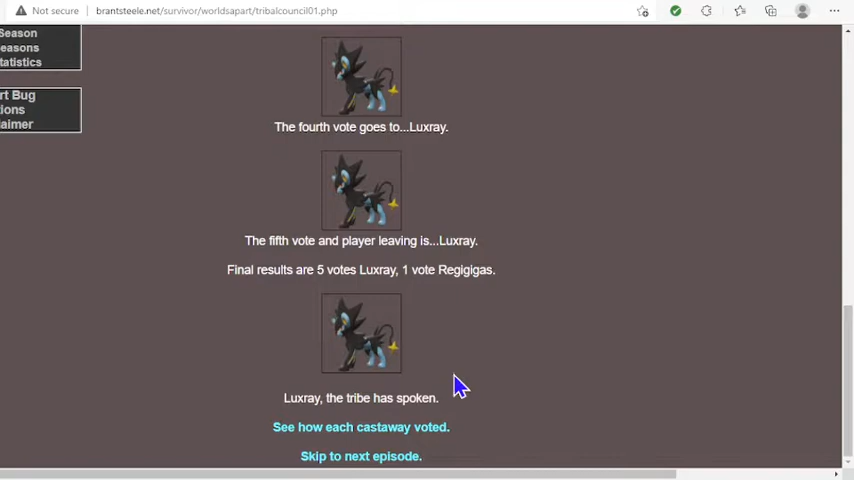 Not secure brantsteele.net/survivor/worldsapart/tribalcouncil01.php
Season
easons
tatistics
rt Bug
tions
laimer
The fourth vote goes to...Luxray.
The fifth vote and player leaving is...Luxray.
Final results are 5 votes Luxray, 1 vote Regigigas.
Luxray, the tribe has spoken.
See how each castaway voted.
Skip to next episode.